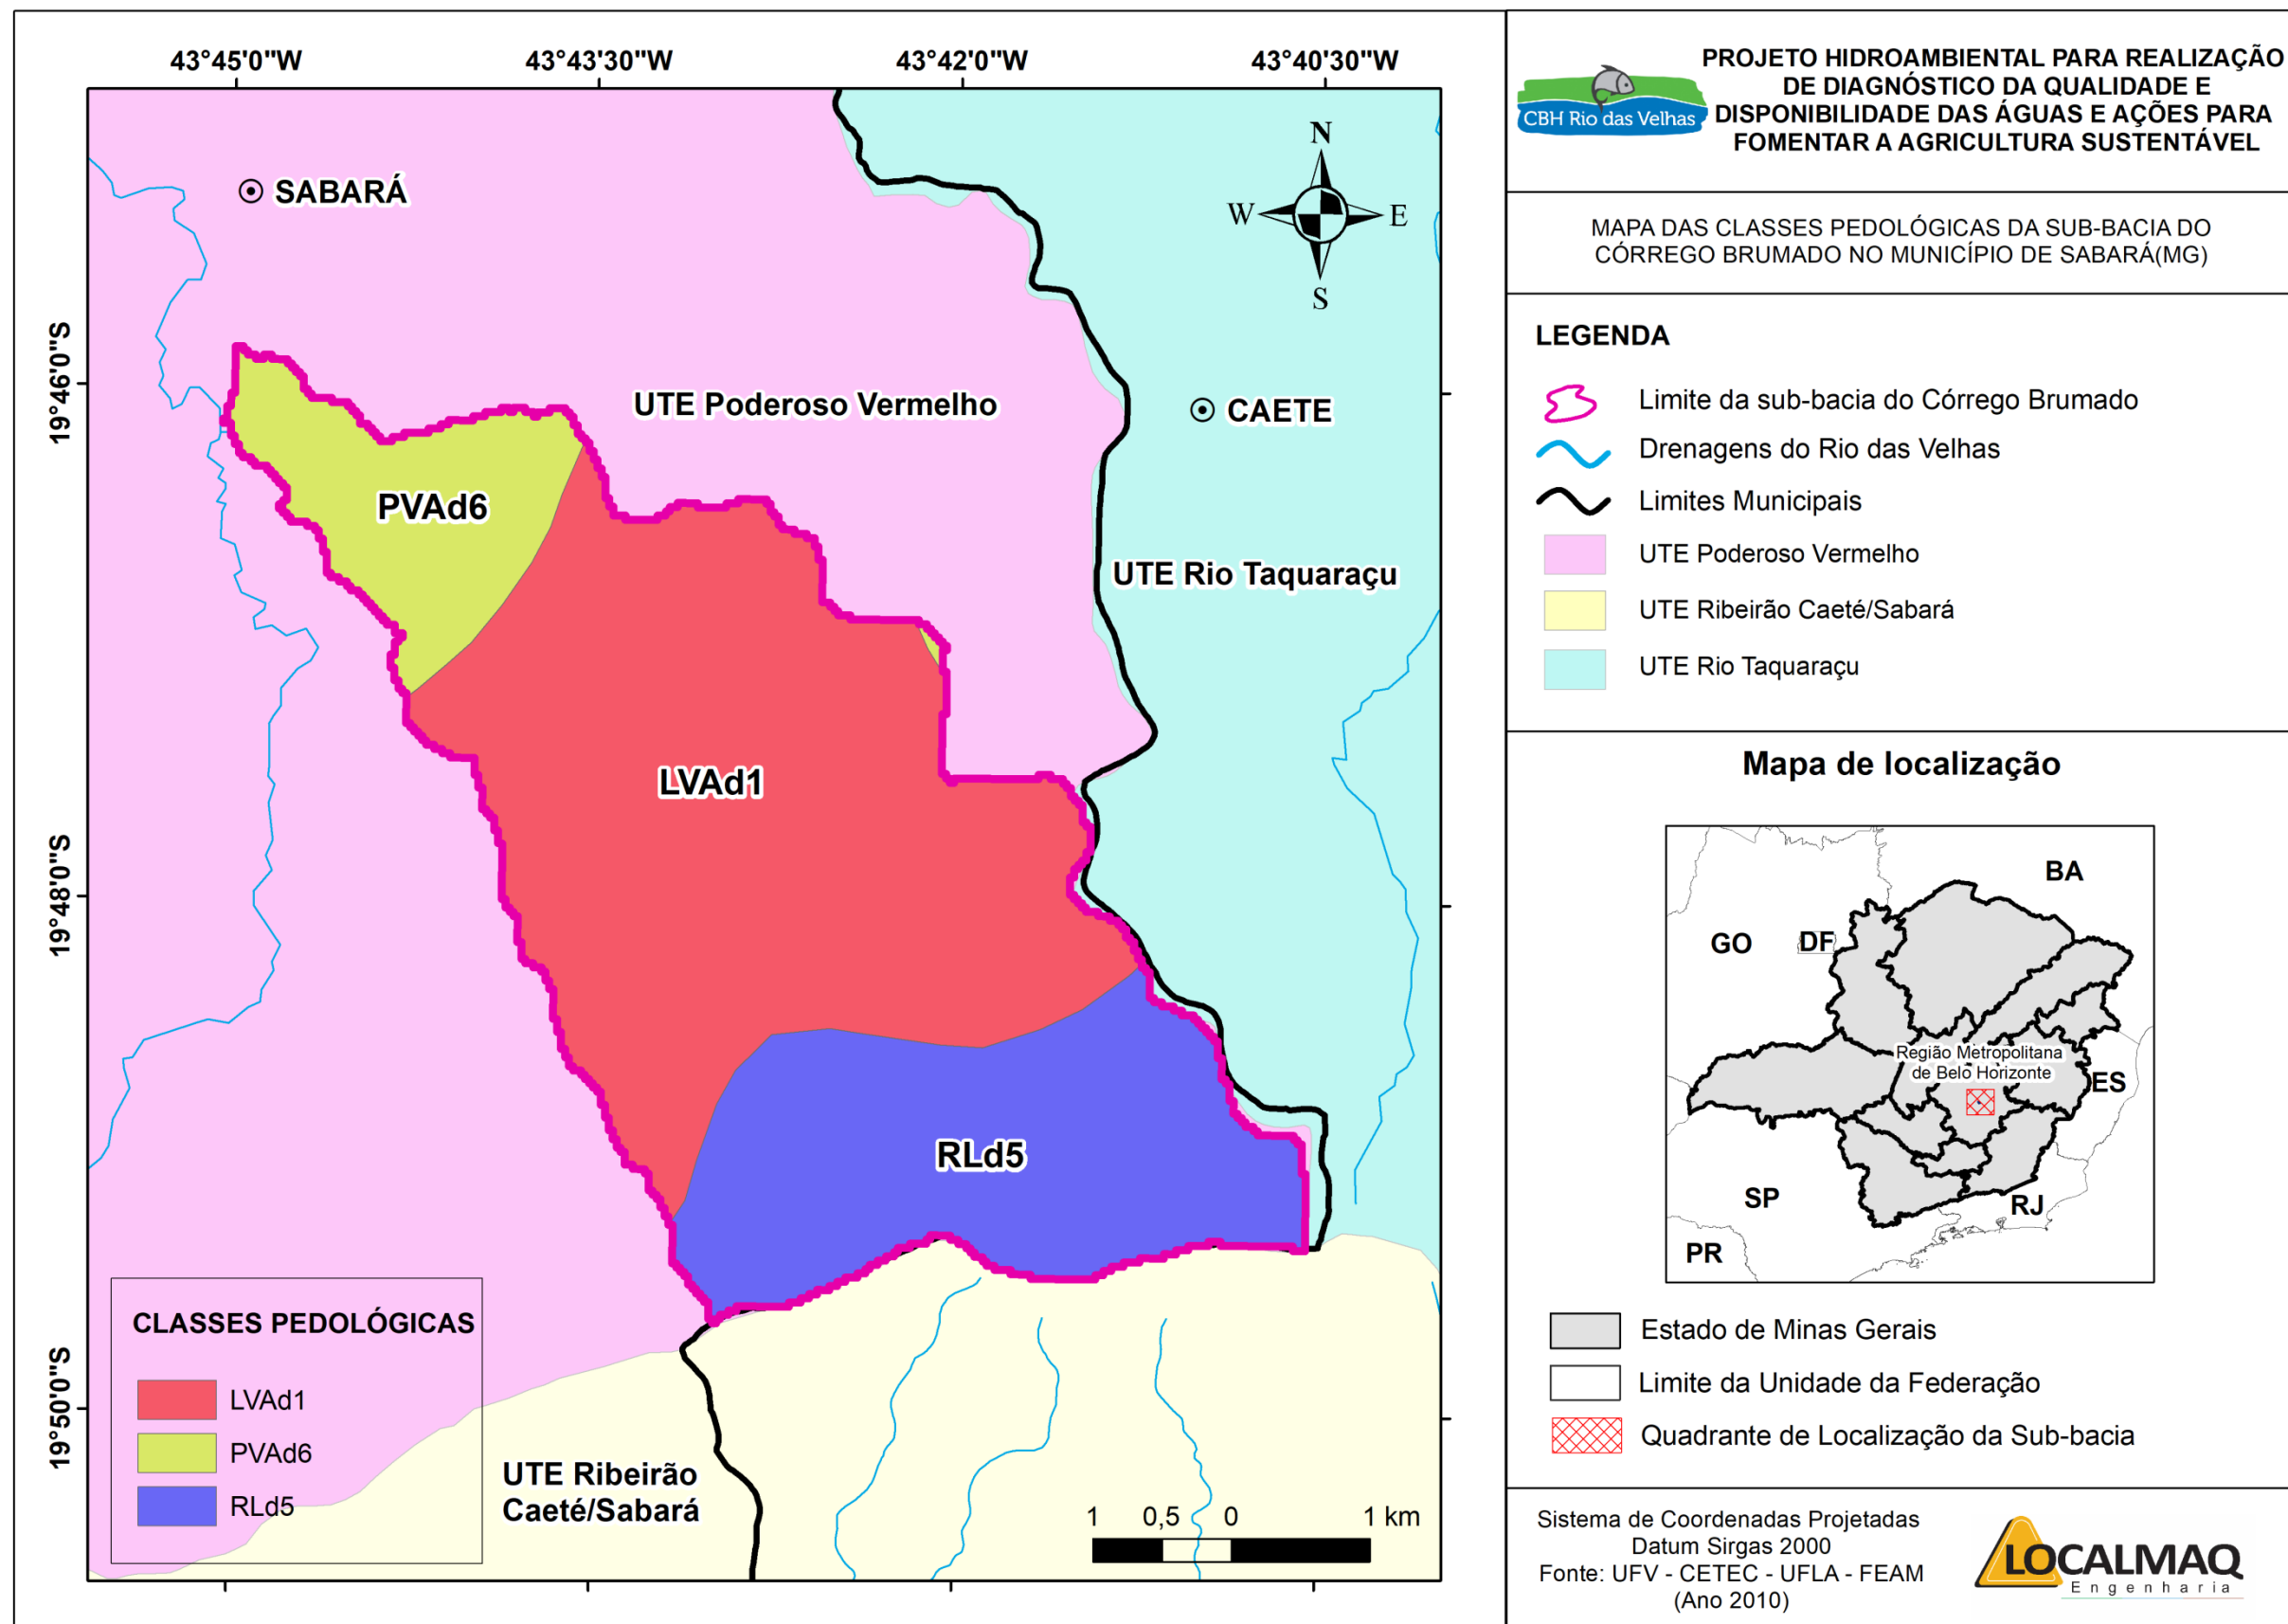 43°45'0"W
43°43'30"W
43°42'0"W
43°40'30"W
19°46'0"S
19°48'0"S
19°50'0"S
SABARÁ
N
W
E
S
UTE Poderoso Vermelho
CAETE
PVAd6
UTE Rio Taquaraçu
LVAd1
RLd5
CLASSES PEDOLÓGICAS
LVAd1
PVAd6
RLd5
UTE Ribeirão
Caeté/Sabará
1 0,5 0 1 km
CBH Rio das Velhas
PROJETO HIDROAMBIENTAL PARA REALIZAÇÃO
DE DIAGNÓSTICO DA QUALIDADE E
DISPONIBILIDADE DAS ÁGUAS E AÇÕES PARA
FOMENTAR A AGRICULTURA SUSTENTÁVEL
MAPA DAS CLASSES PEDOLÓGICAS DA SUB-BACIA DO
CÓRREGO BRUMADO NO MUNICÍPIO DE SABARÁ(MG)
LEGENDA
Limite da sub-bacia do Córrego Brumado
Drenagens do Rio das Velhas
Limites Municipais
UTE Poderoso Vermelho
UTE Ribeirão Caeté/Sabará
UTE Rio Taquaraçu
Mapa de localização
BA
GO
DF
Região Metropolitana
de Belo Horizonte
ES
SP
RJ
PR
Estado de Minas Gerais
Limite da Unidade da Federação
Quadrante de Localização da Sub-bacia
Sistema de Coordenadas Projetadas
Datum Sirgas 2000
Fonte: UFV - CETEC - UFLA - FEAM
(Ano 2010)
LOCALMAQ
Engenharia